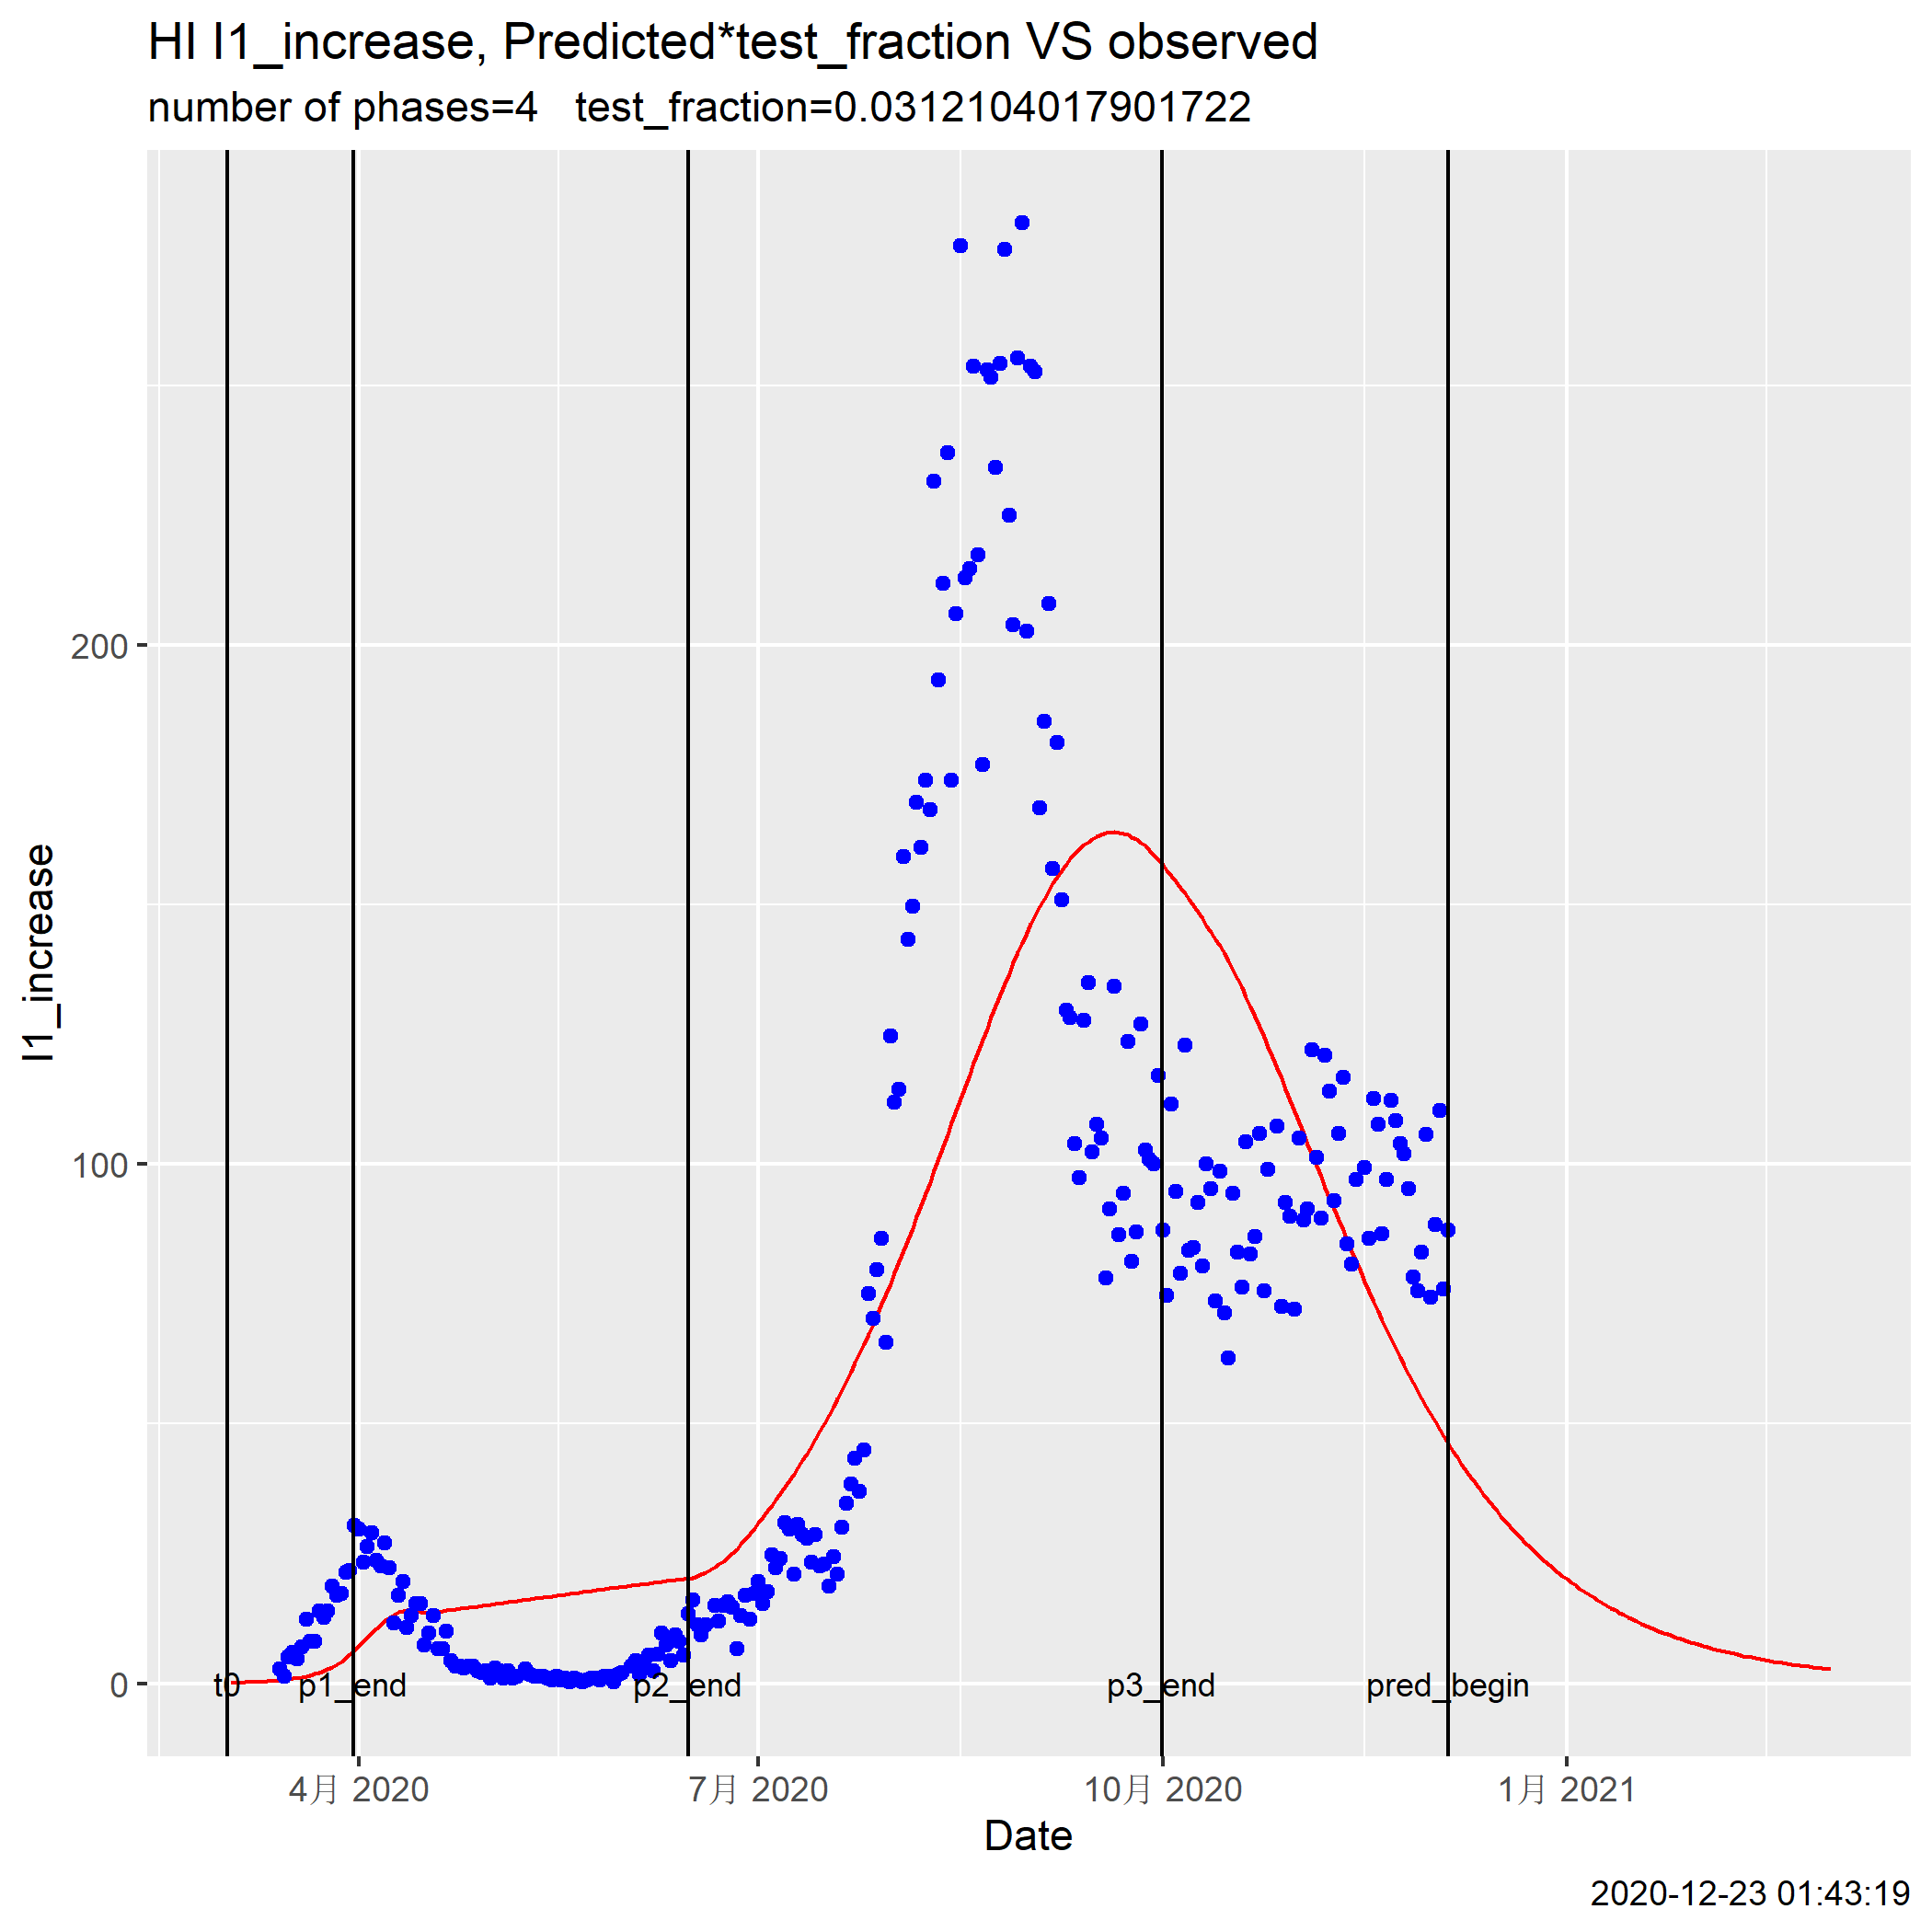 HI I1_increase, Predicted*test_fraction VS observed
number of phases=4   test_fraction=0.0312104017901722
I1_increase
200
100
0
t0
p1_end
p2_end
p3_end
pred_begin
4月 2020
7月 2020
10月 2020
1月 2021
Date
2020-12-23 01:43:19